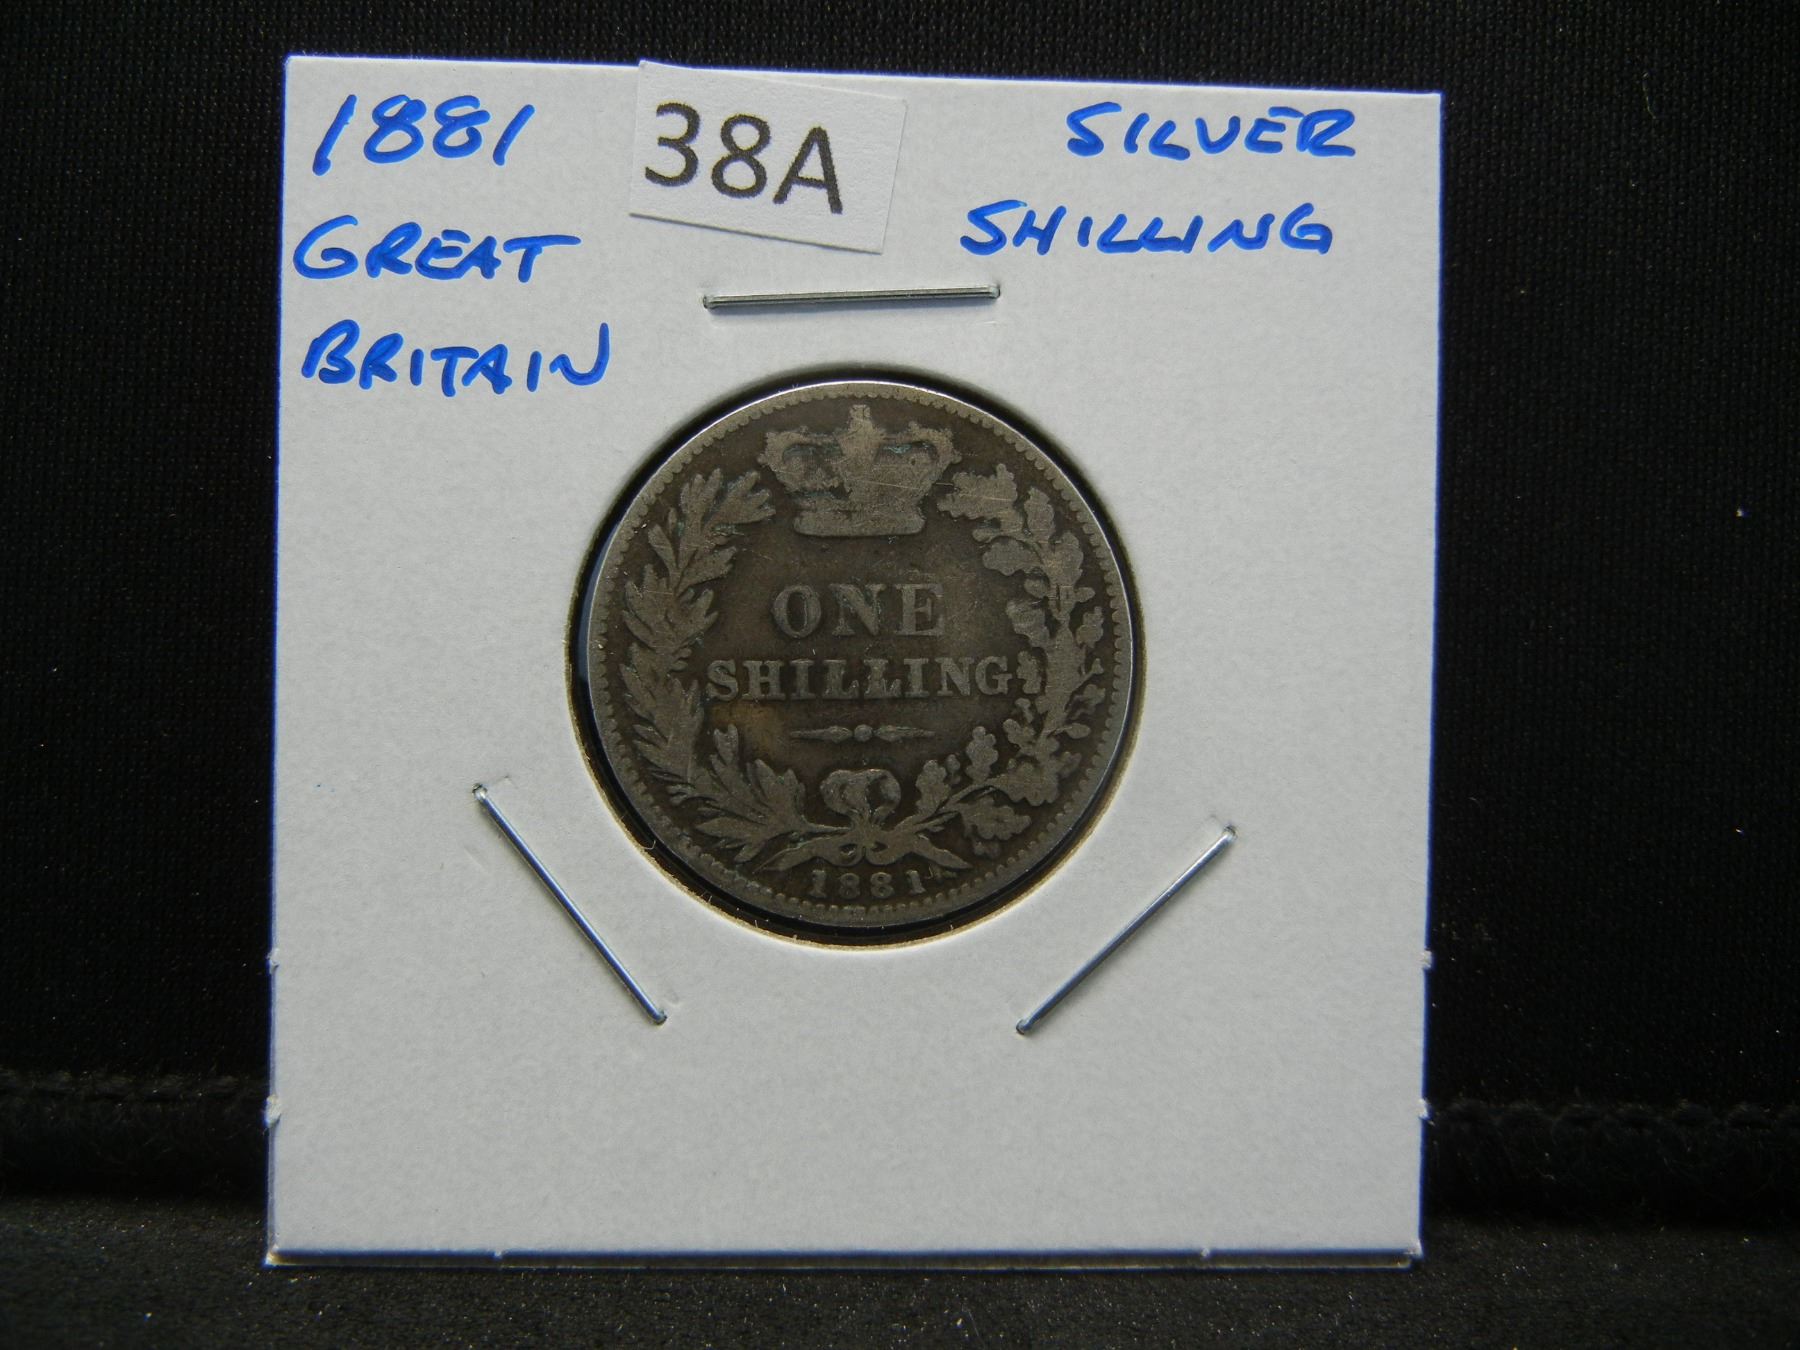 1881
GREAT
BRITAIN
38A
SILVER
SHILLING
ONE
SHILLING
1881